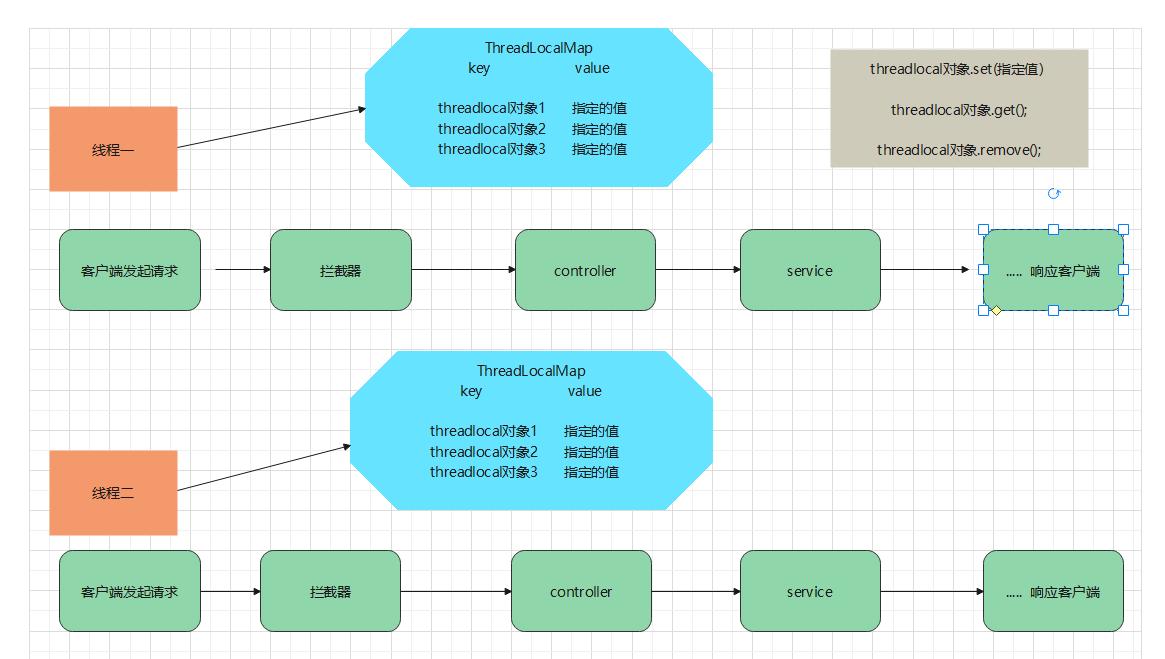 ThreadLocalMap
key value
threadlocal对象1 指定的值
threadlocal对象2 指定的值
threadlocal对象3 指定的值
threadlocal对象.set(指定值)
threadlocal对象.get();
threadlocal对象.remove();
线程一
客户端发起请求
拦截器
controller
service
..... 响应客户端
ThreadLocalMap
key value
threadlocal对象1 指定的值
threadlocal对象2 指定的值
threadlocal对象3 指定的值
线程二
客户端发起请求
拦截器
controller
service
..... 响应客户端